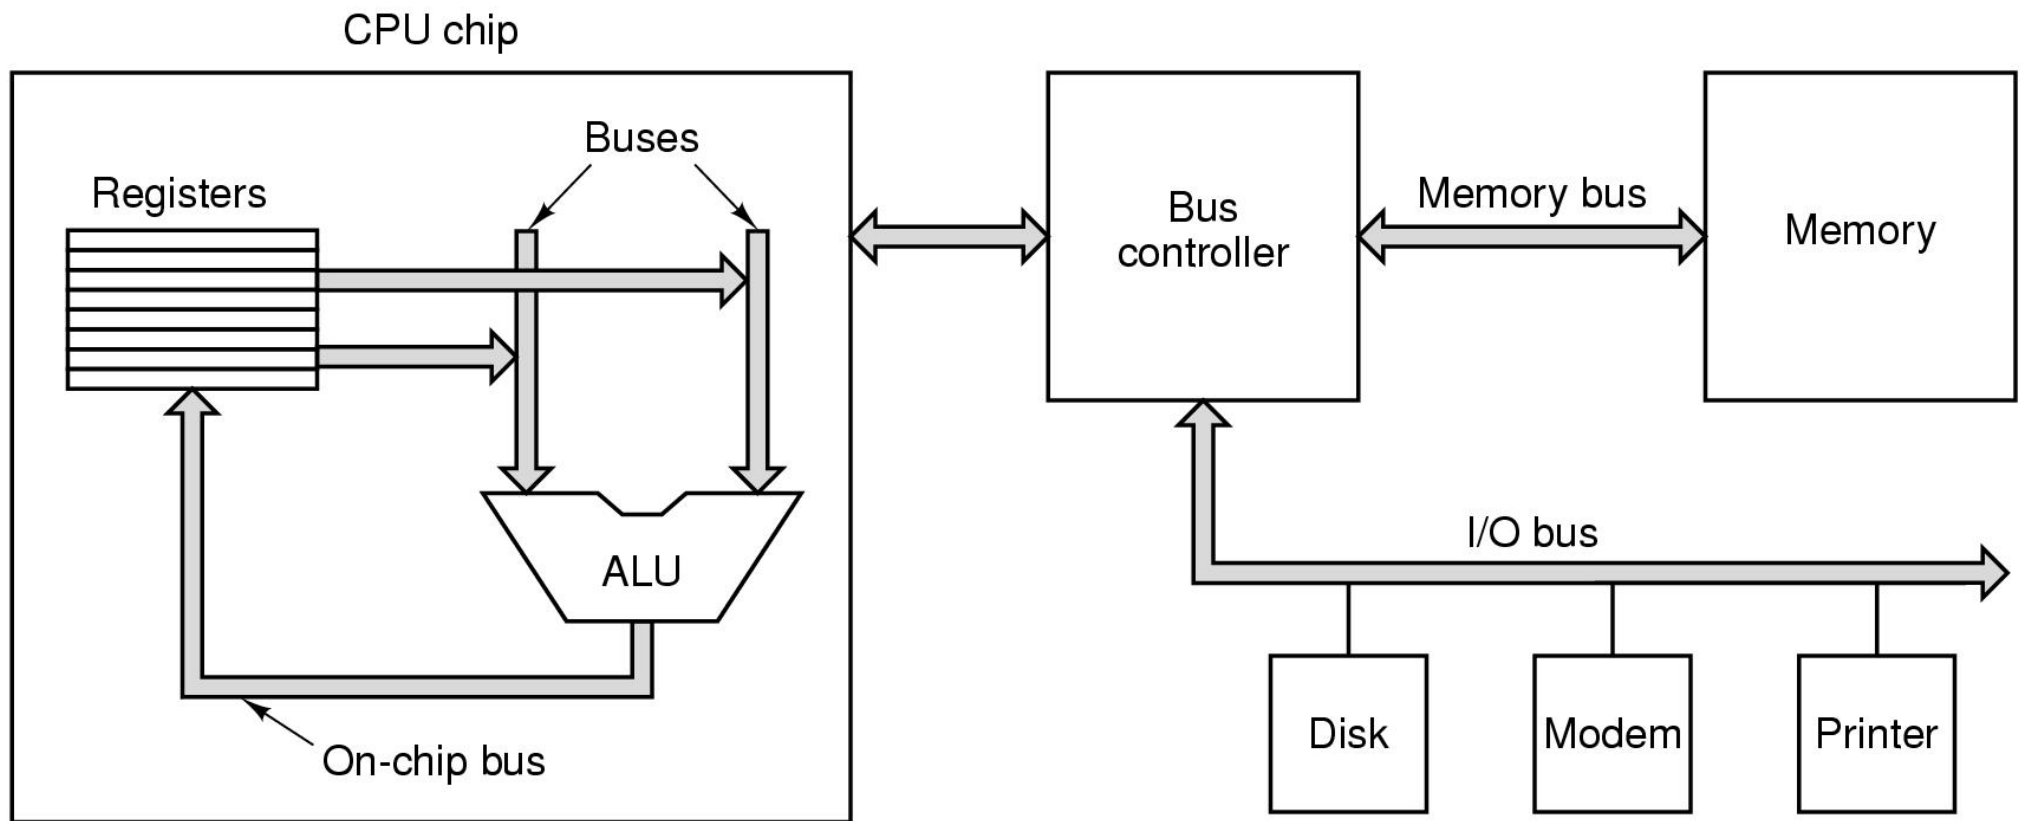 CPU chip
Buses
Registers
ALU
On-chip bus
Bus
controller
Memory bus
Memory
I/O bus
Disk
Modem
Printer